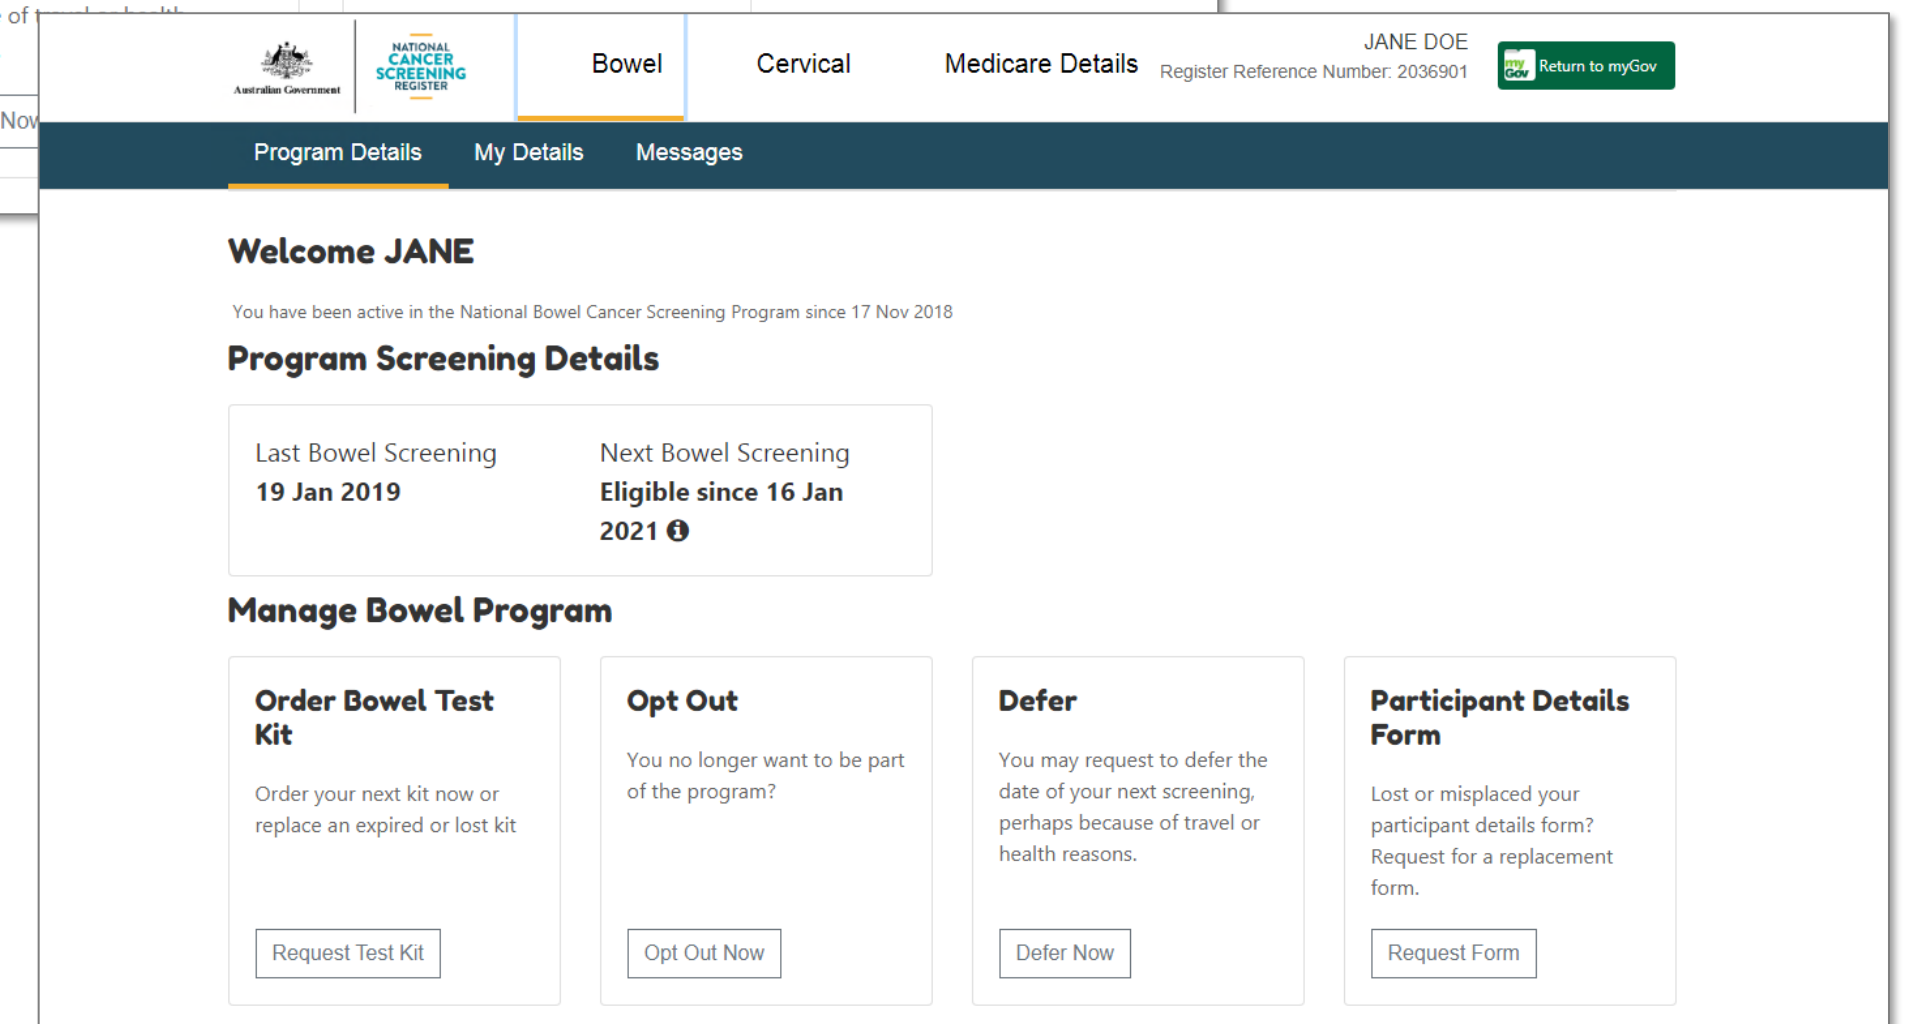 of
Now
Australian Government
NATIONAL
CANCER
SCREENING
REGISTER
Bowel
Cervical
Medicare Details
JANE DOE
Register Reference Number: 2036901
my
Gov
Return to myGov
Program Details
My Details
Messages
Welcome JANE
You have been active in the National Bowel Cancer Screening Program since 17 Nov 2018
Program Screening Details
Last Bowel Screening
19 Jan 2019
Next Bowel Screening
Eligible since 16 Jan
2021
Manage Bowel Program
Order Bowel Test
Kit
Order your next kit now or
replace an expired or lost kit
Request Test Kit
Opt Out
You no longer want to be part
of the program?
Opt Out Now
Defer
You may request to defer the
date of your next screening,
perhaps because of travel or
health reasons.
Defer Now
Participant Details
Form
Lost or misplaced your
participant details form?
Request for a replacement
form.
Request Form